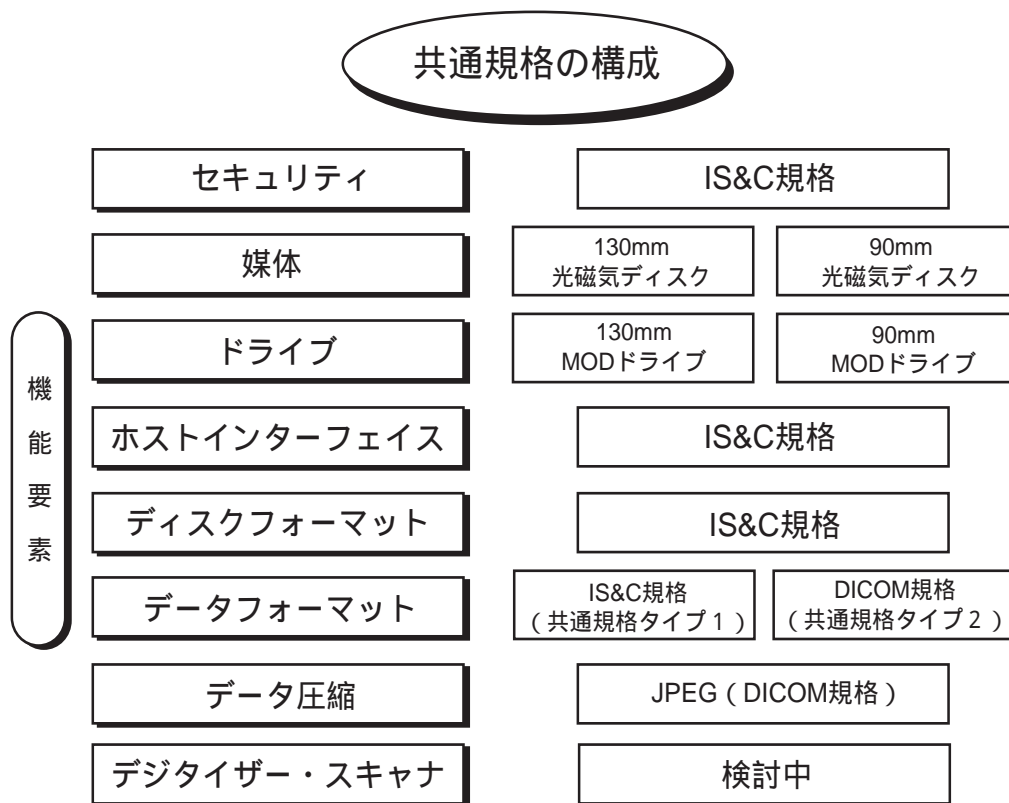 共通規格の構成
セキュリティ
IS&C規格
媒体
130mm
光磁気ディスク
90mm
光磁気ディスク
機能要素
ドライブ
130mm
MODドライブ
90mm
MODドライブ
ホストインターフェイス
IS&C規格
ディスクフォーマット
IS&C規格
データフォーマット
IS&C規格
(共通規格タイプ1)
DICOM規格
(共通規格タイプ2)
データ圧縮
JPEG(DICOM規格)
デジタイザー・スキャナ
検討中